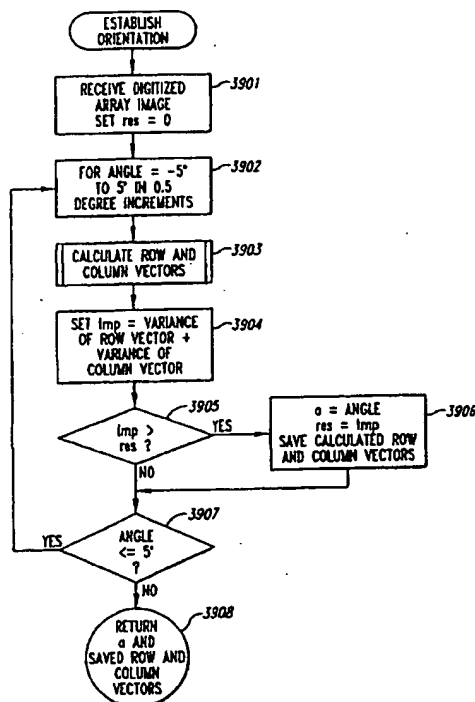 ESTABLISH
ORIENTATION
3901
RECEIVE DIGITIZED
ARRAY IMAGE
SET res = 0
3902
FOR ANGLE = -5°
TO 5° IN 0.5
DEGREE INCREMENTS
3903
CALCULATE ROW AND
COLUMN VECTORS
3904
SET imp = VARIANCE
OF ROW VECTOR +
VARIANCE OF
COLUMN VECTOR
3905
imp >
res ?
YES
NO
3906
a = ANGLE
res = imp
SAVE CALCULATED ROW
AND COLUMN VECTORS
3907
ANGLE
<= 5°
?
YES
NO
3908
RETURN
a AND
SAVED ROW AND
COLUMN
VECTORS